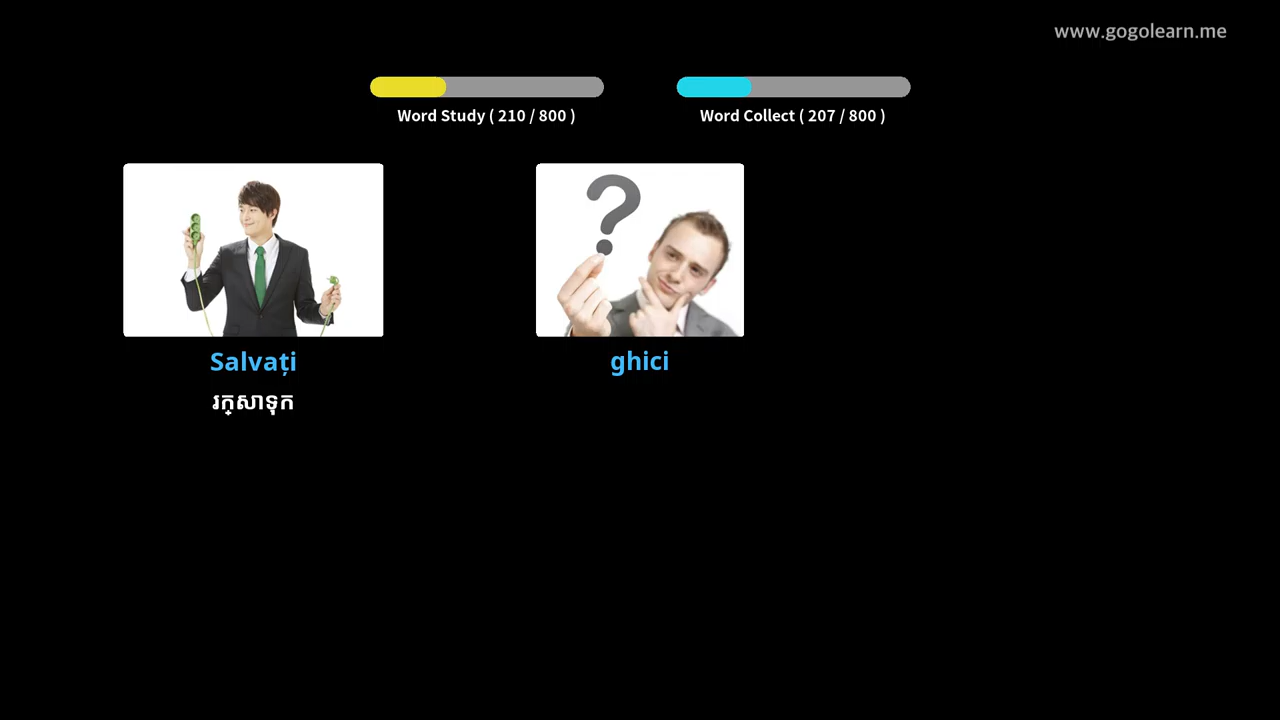 www.gogolearn.me
Word Study ( 210 / 800 )
Word Collect ( 207 / 800 )
Salvați
ghici
រក្សាទុក